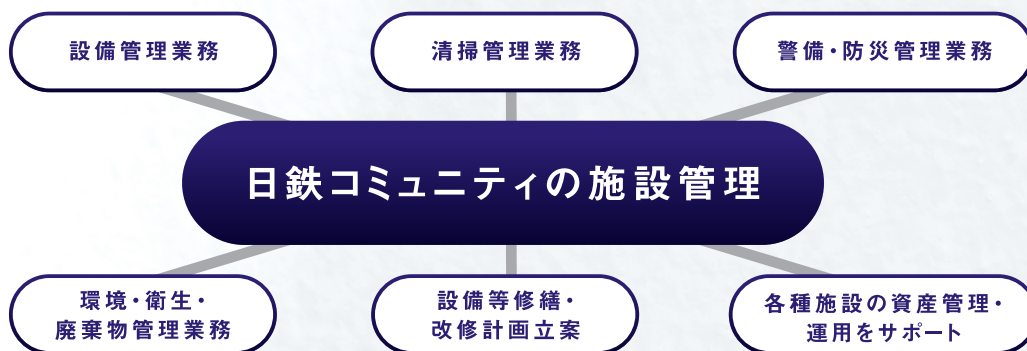 設備管理業務
清掃管理業務
警備・防災管理業務
日鉄コミュニティの施設管理
環境・衛生・
廃棄物管理業務
設備等修繕・
改修計画立案
各種施設の資産管理・
運用をサポート